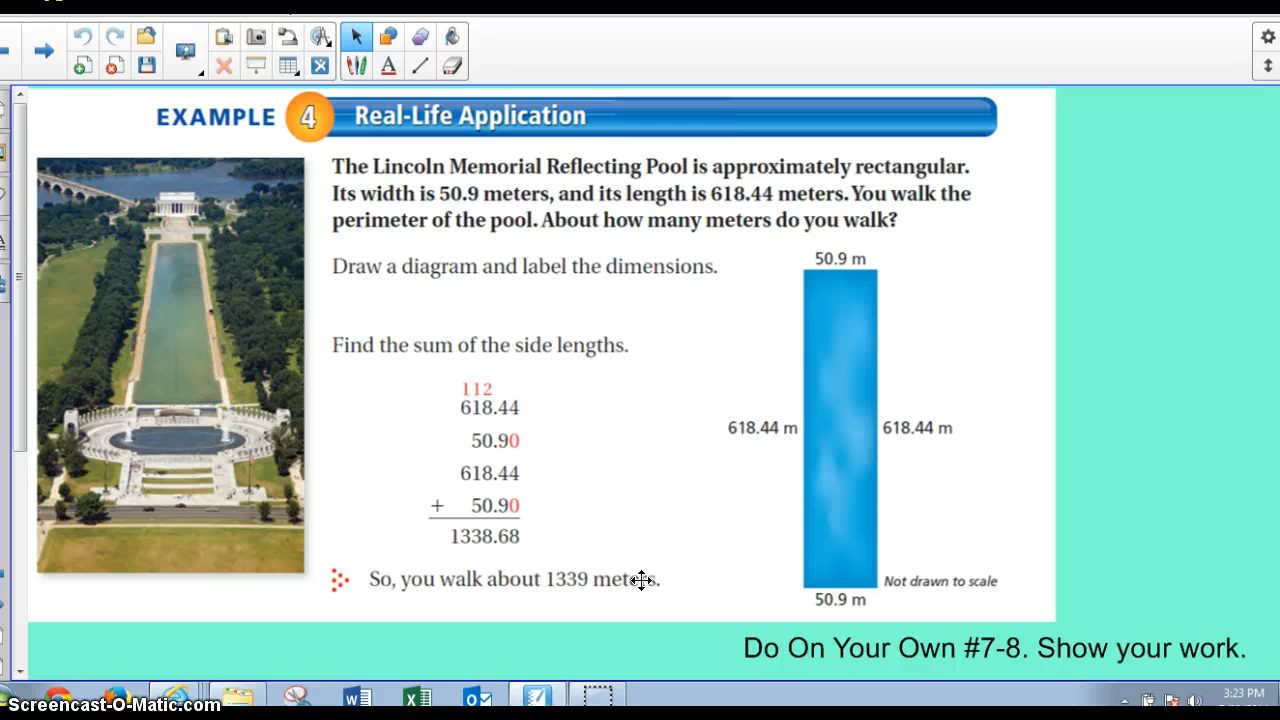 EXAMPLE 4 Real-Life Application
The Lincoln Memorial Reflecting Pool is approximately rectangular.
Its width is 50.9 meters, and its length is 618.44 meters. You walk the
perimeter of the pool. About how many meters do you walk?
Draw a diagram and label the dimensions.
50.9 m
Find the sum of the side lengths.
112
618.44
50.90
618.44
+ 50.90
1338.68
618.44 m 618.44 m
So, you walk about 1339 meters.
Not drawn to scale
50.9 m
Do On Your Own #7-8. Show your work.
3:23 PM
Screencast-O-Matic.com